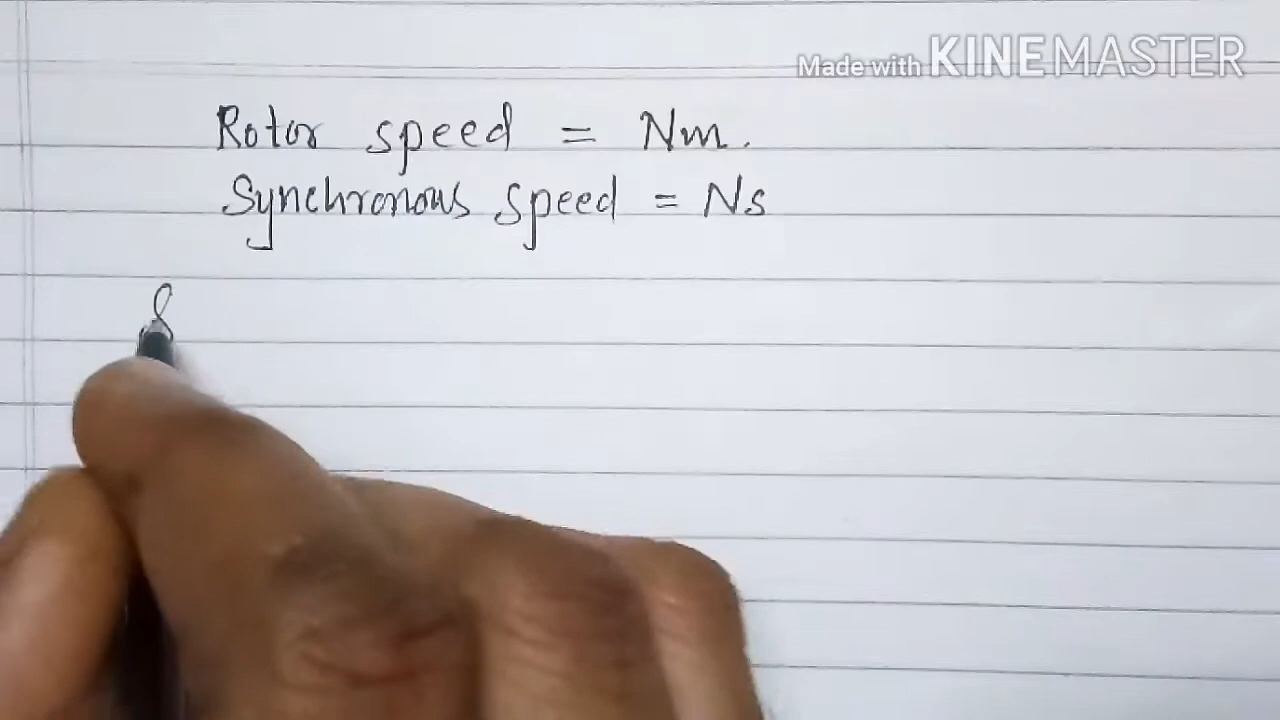 Made with KINEMASTER
Rotor speed = Nm.
Synchronous speed = Ns